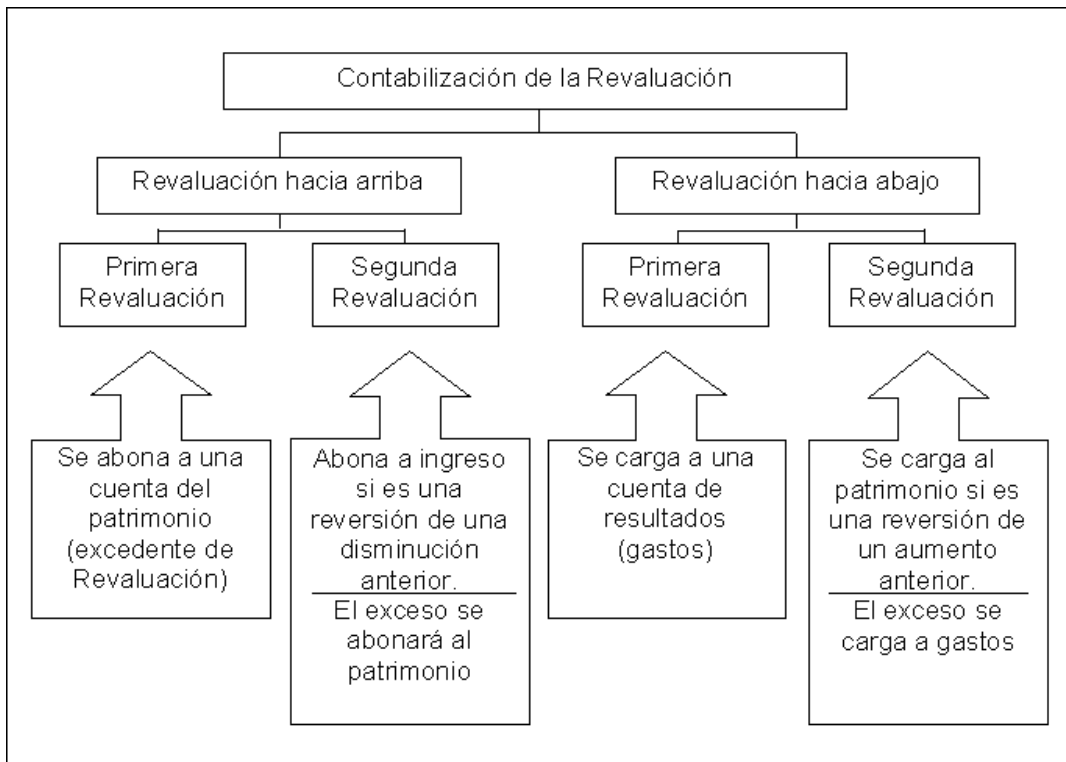 Contabilización de la Revaluación
Revaluación hacia arriba
Revaluación hacia abajo
Primera
Revaluación
Segunda
Revaluación
Primera
Revaluación
Segunda
Revaluación
Se abona a una
cuenta del
patrimonio
(excedente de
Revaluación)
Abona a ingreso
si es una
reversión de una
disminución
anterior.
El exceso se
abonará al
patrimonio
Se carga a una
cuenta de
resultados
(gastos)
Se carga al
patrimonio si es
una reversión de
un aumento
anterior.
El exceso se
carga a gastos